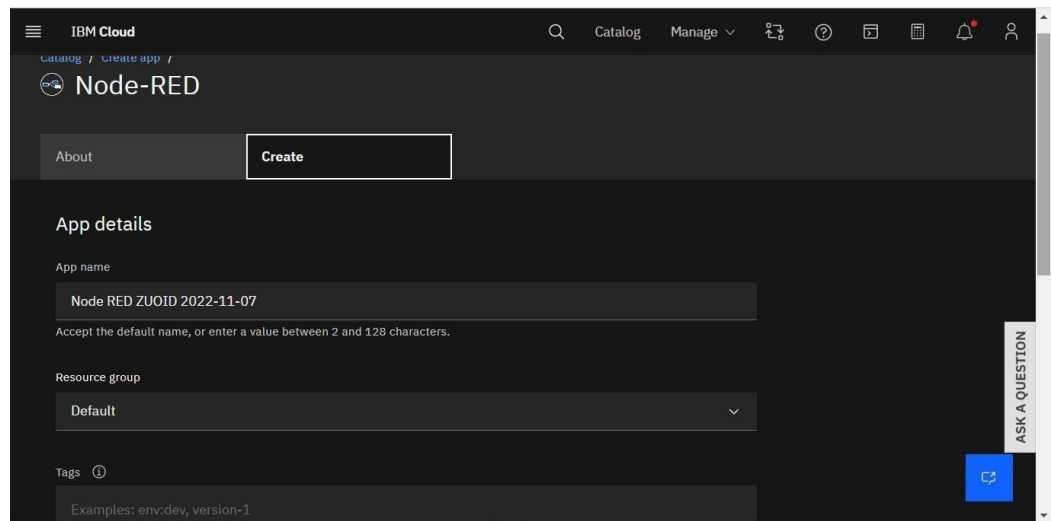 IBM Cloud
Catalog
Manage
Catalog / Create app /
Node-RED
About
Create
App details
App name
Node RED ZUOID 2022-11-07
Accept the default name, or enter a value between 2 and 128 characters.
Resource group
Default
Tags
Examples: env:dev, version-1
ASK A QUESTION